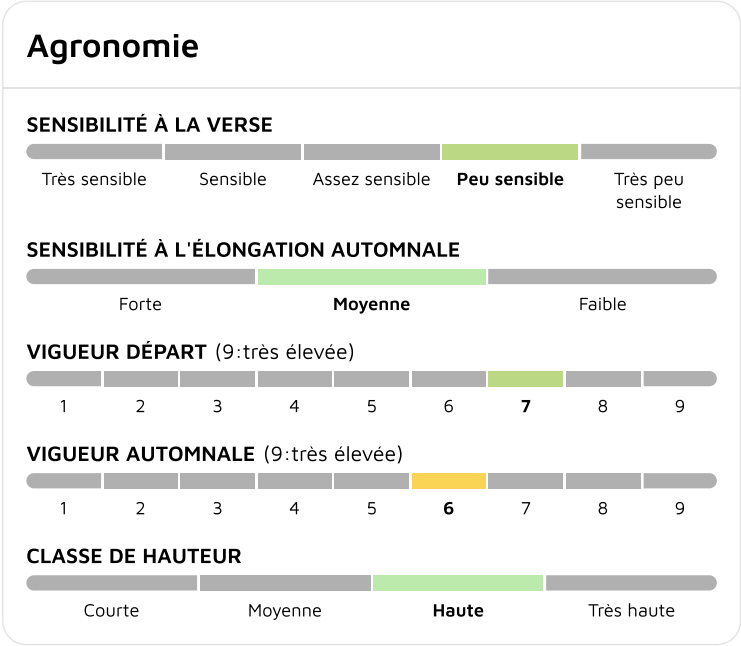 Agronomie
SENSIBILITÉ À LA VERSE
Très sensible Sensible Assez sensible Peu sensible Très peu sensible
SENSIBILITÉ À L'ÉLONGATION AUTOMNALE
Forte Moyenne Faible
VIGUEUR DÉPART (9:très élevée)
1 2 3 4 5 6 7 8 9
VIGUEUR AUTOMNALE (9:très élevée)
1 2 3 4 5 6 7 8 9
CLASSE DE HAUTEUR
Courte Moyenne Haute Très haute